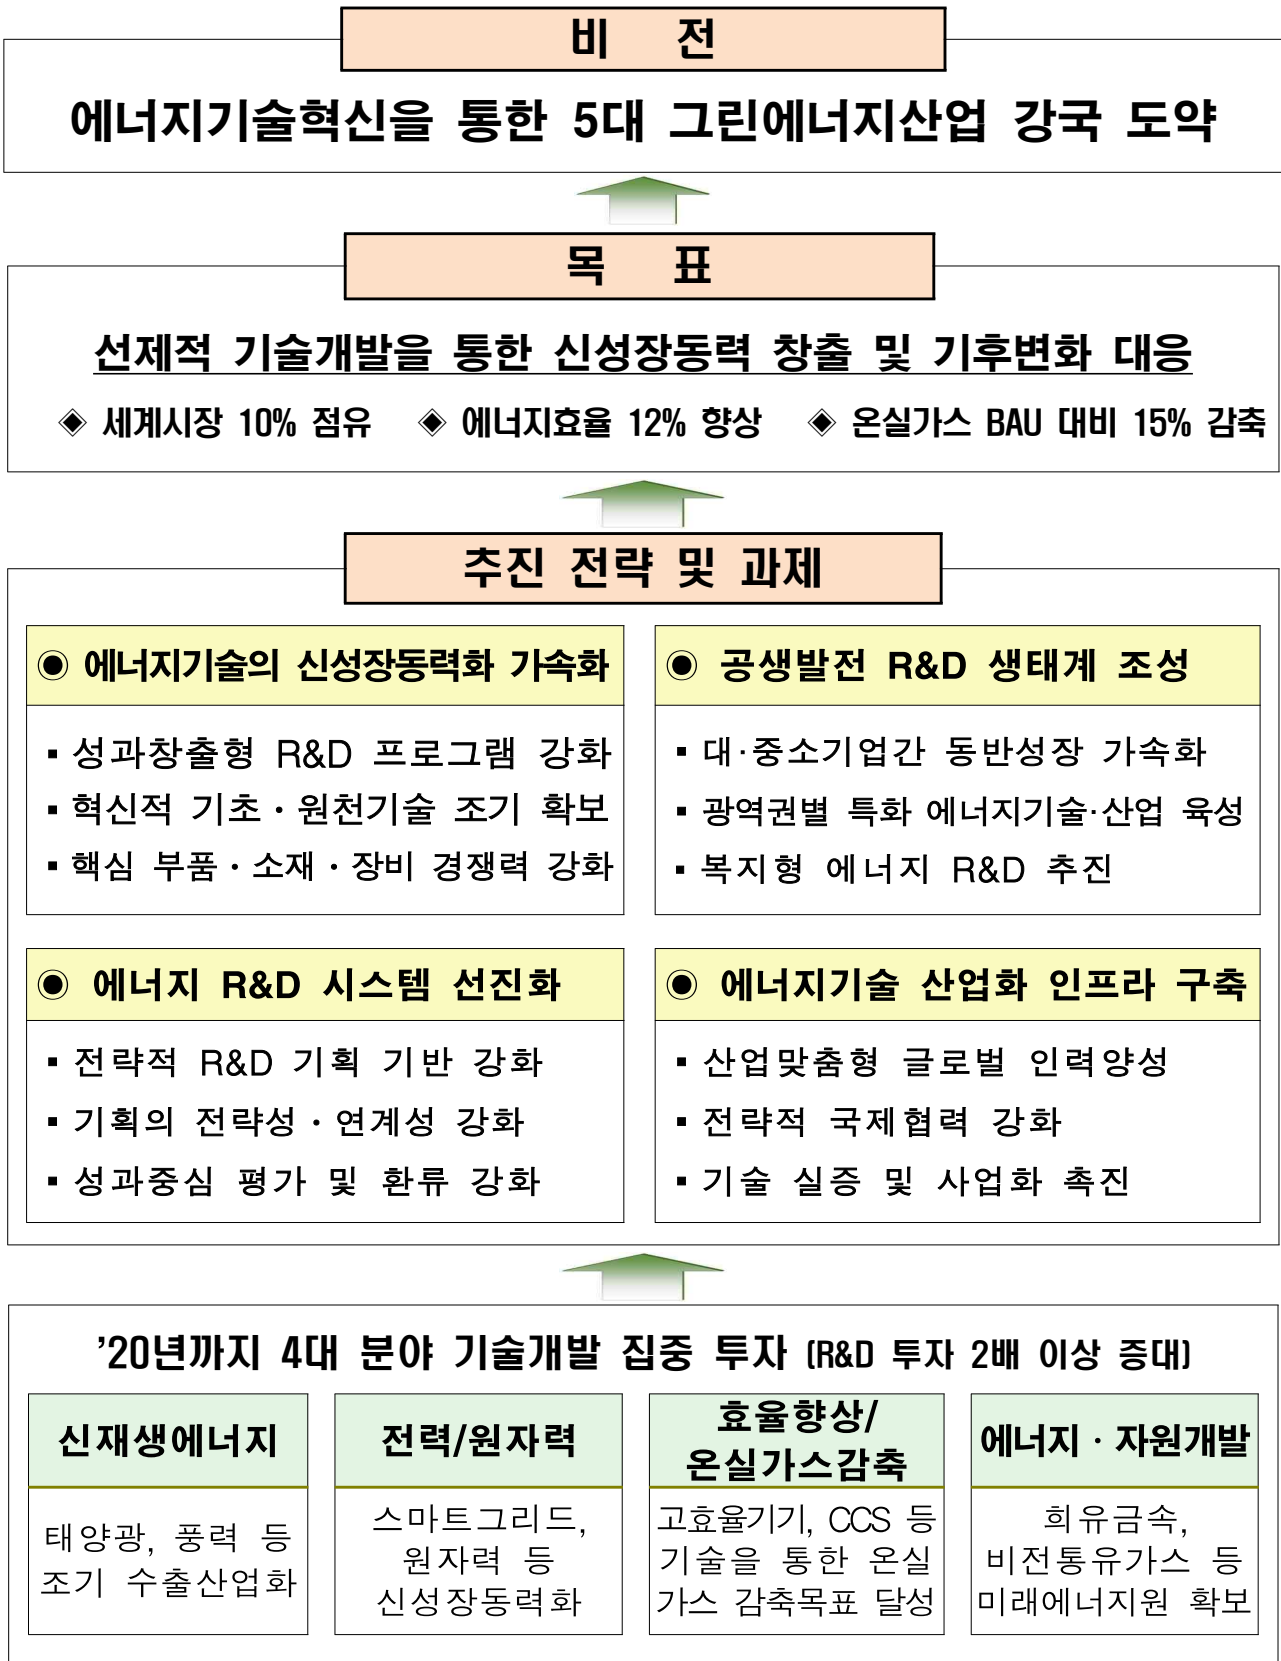 비 전
에너지기술혁신을 통한 5대 그린에너지산업 강국 도약
목 표
선제적 기술개발을 통한 신성장동력 창출 및 기후변화 대응
◈ 세계시장 10% 점유 ◈ 에너지효율 12% 향상 ◈ 온실가스 BAU 대비 15% 감축
추진 전략 및 과제
◉ 에너지기술의 신성장동력화 가속화
▪ 성과창출형 R&D 프로그램 강화
▪ 혁신적 기초・원천기술 조기 확보
▪ 핵심 부품・소재・장비 경쟁력 강화
◉ 공생발전 R&D 생태계 조성
▪ 대·중소기업간 동반성장 가속화
▪ 광역권별 특화 에너지기술·산업 육성
▪ 복지형 에너지 R&D 추진
◉ 에너지 R&D 시스템 선진화
▪ 전략적 R&D 기획 기반 강화
▪ 기획의 전략성・연계성 강화
▪ 성과중심 평가 및 환류 강화
◉ 에너지기술 산업화 인프라 구축
▪ 산업맞춤형 글로벌 인력양성
▪ 전략적 국제협력 강화
▪ 기술 실증 및 사업화 촉진
’20년까지 4대 분야 기술개발 집중 투자 (R&D 투자 2배 이상 증대)
신재생에너지
태양광, 풍력 등
조기 수출산업화
전력/원자력
스마트그리드,
원자력 등
신성장동력화
효율향상/
온실가스감축
고효율기기, CCS 등
기술을 통한 온실
가스 감축목표 달성
에너지・자원개발
희유금속,
비전통유가스 등
미래에너지원 확보